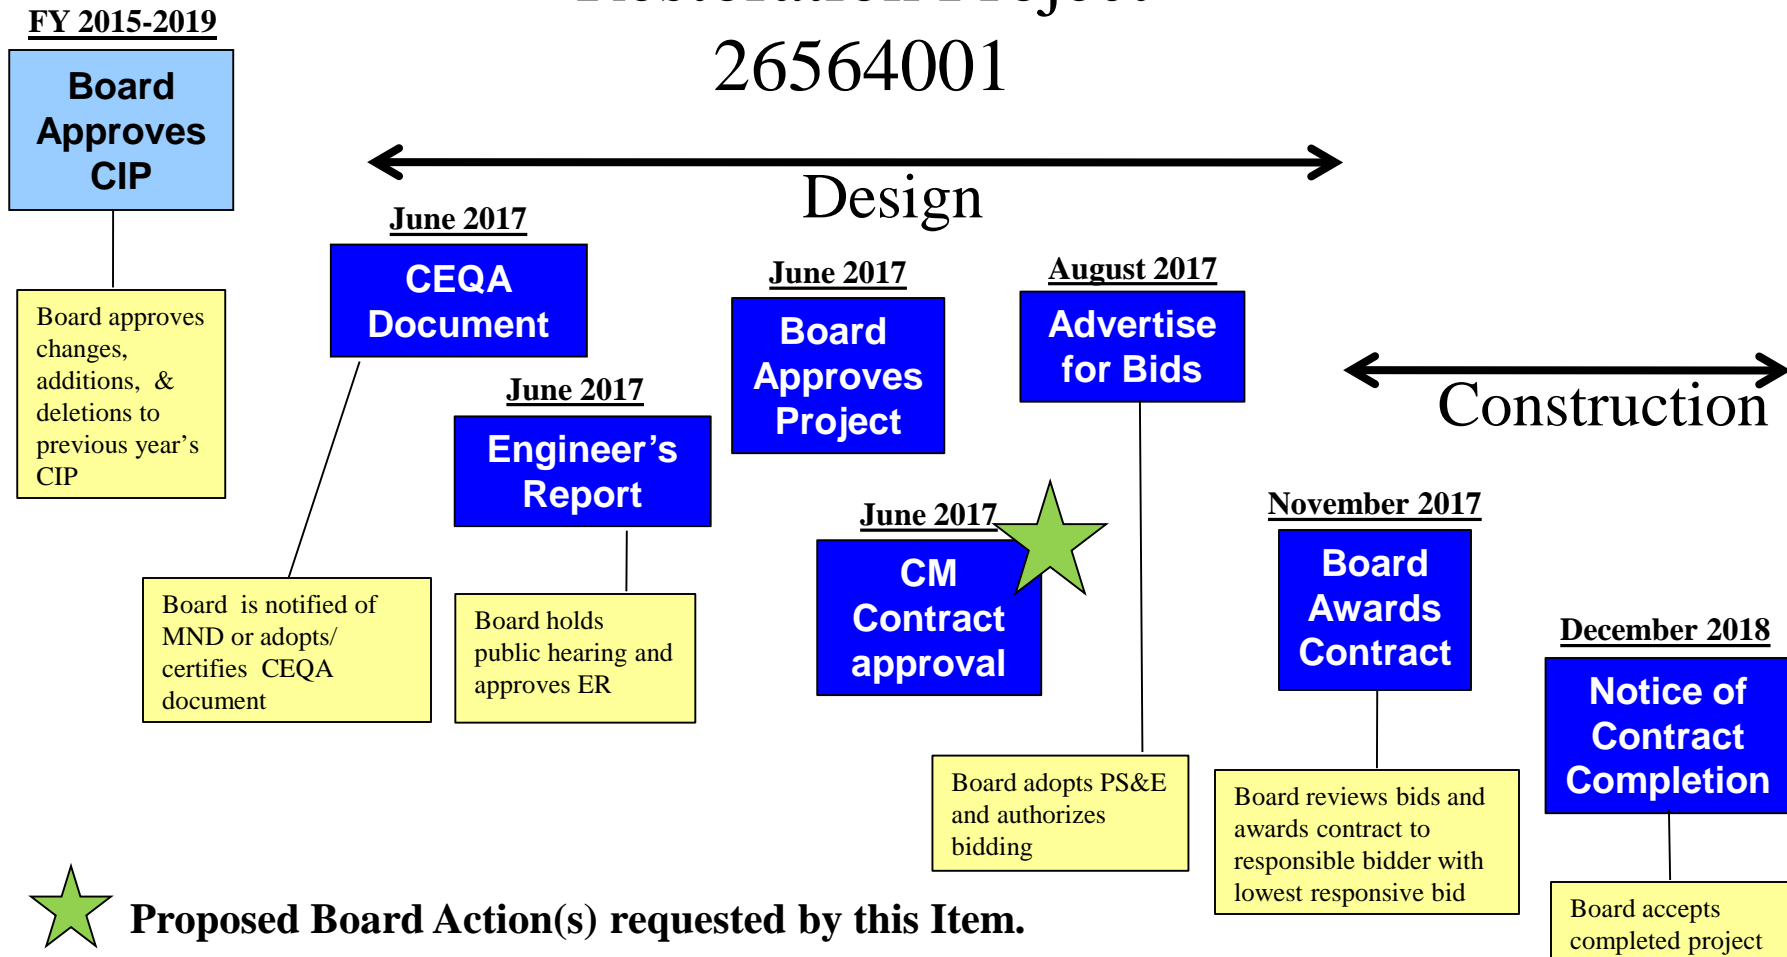 Restoration Project
26564001
FY 2015-2019
Board
Approves
CIP
Board approves
changes,
additions, &
deletions to
previous year's
CIP
Design
June 2017
CEQA
Document
Board is notified of
MND or adopts/
certifies CEQA
document
June 2017
Engineer’s
Report
Board holds
public hearing and
approves ER
June 2017
Board
Approves
Project
June 2017
CM
Contract
approval
August 2017
Advertise
for Bids
Board adopts PS&E
and authorizes
bidding
Construction
November 2017
Board
Awards
Contract
Board reviews bids and
awards contract to
responsible bidder with
lowest responsive bid
December 2018
Notice of
Contract
Completion
Board accepts
completed project
Proposed Board Action(s) requested by this Item.